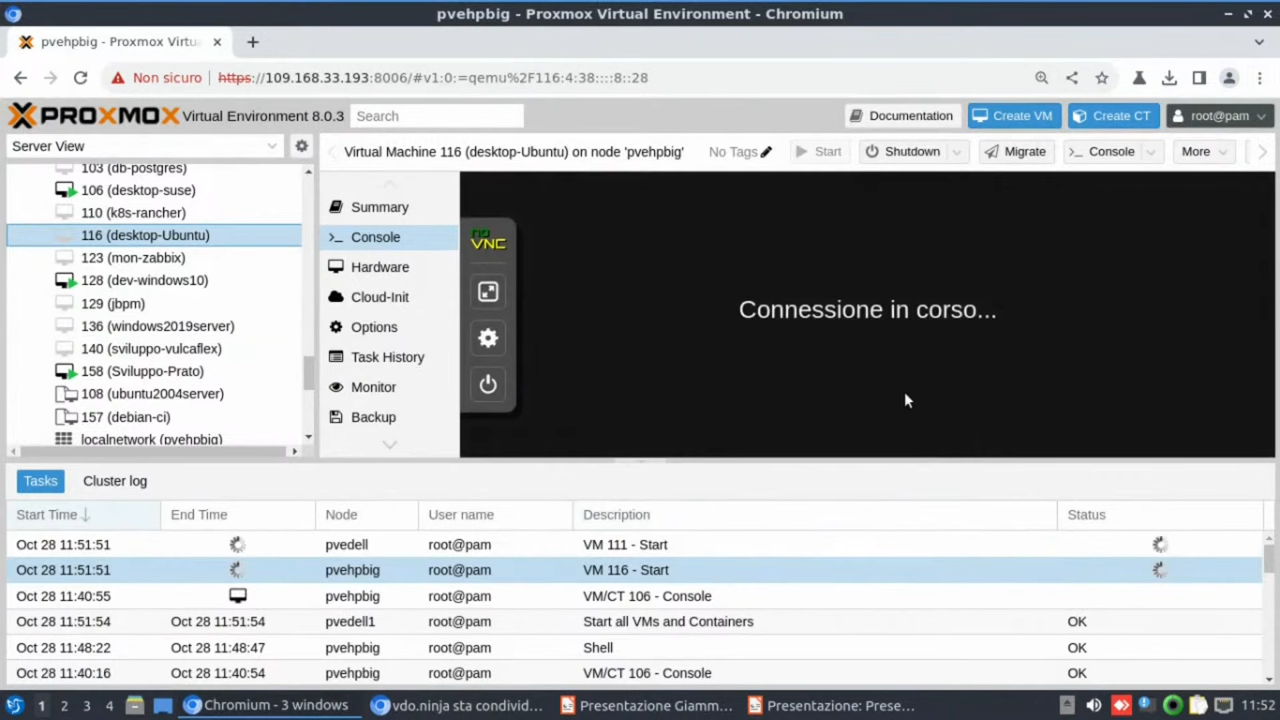 pvehpbig - Proxmox Virtual Environment - Chromium
pvehpbig - Proxmox Virtu
Non sicuro https://109.168.33.193:8006/#v1:0:=qemu%2F116:4:38::::8::28
PROXMOX Virtual Environment 8.0.3 Search Documentation Create VM Create CT root@pam
Server View
Virtual Machine 116 (desktop-Ubuntu) on node 'pvehpbig' No Tags Start Shutdown Migrate >_ Console More
103 (db-postgres)
106 (desktop-suse)
110 (k8s-rancher)
116 (desktop-Ubuntu)
123 (mon-zabbix)
128 (dev-windows10)
129 (jbpm)
136 (windows2019server)
140 (sviluppo-vulcaflex)
158 (Sviluppo-Prato)
108 (ubuntu2004server)
157 (debian-ci)
localnetwork (pvehpbig)
Summary
>_ Console
Hardware
Cloud-Init
Options
Task History
Monitor
Backup
no
VNC
Connessione in corso...
Tasks Cluster log
Start Time End Time Node User name Description Status
Oct 28 11:51:51 pvedell root@pam VM 111 - Start
Oct 28 11:51:51 pvehpbig root@pam VM 116 - Start
Oct 28 11:40:55 pvehpbig root@pam VM/CT 106 - Console
Oct 28 11:51:54 Oct 28 11:51:54 pvedell1 root@pam Start all VMs and Containers OK
Oct 28 11:48:22 Oct 28 11:48:47 pvehpbig root@pam Shell OK
Oct 28 11:40:16 Oct 28 11:40:54 pvehpbig root@pam VM/CT 106 - Console OK
1 2 3 4 Chromium - 3 windows vdo.ninja sta condivid... Presentazione Giamm... Presentazione: Prese... 11:52